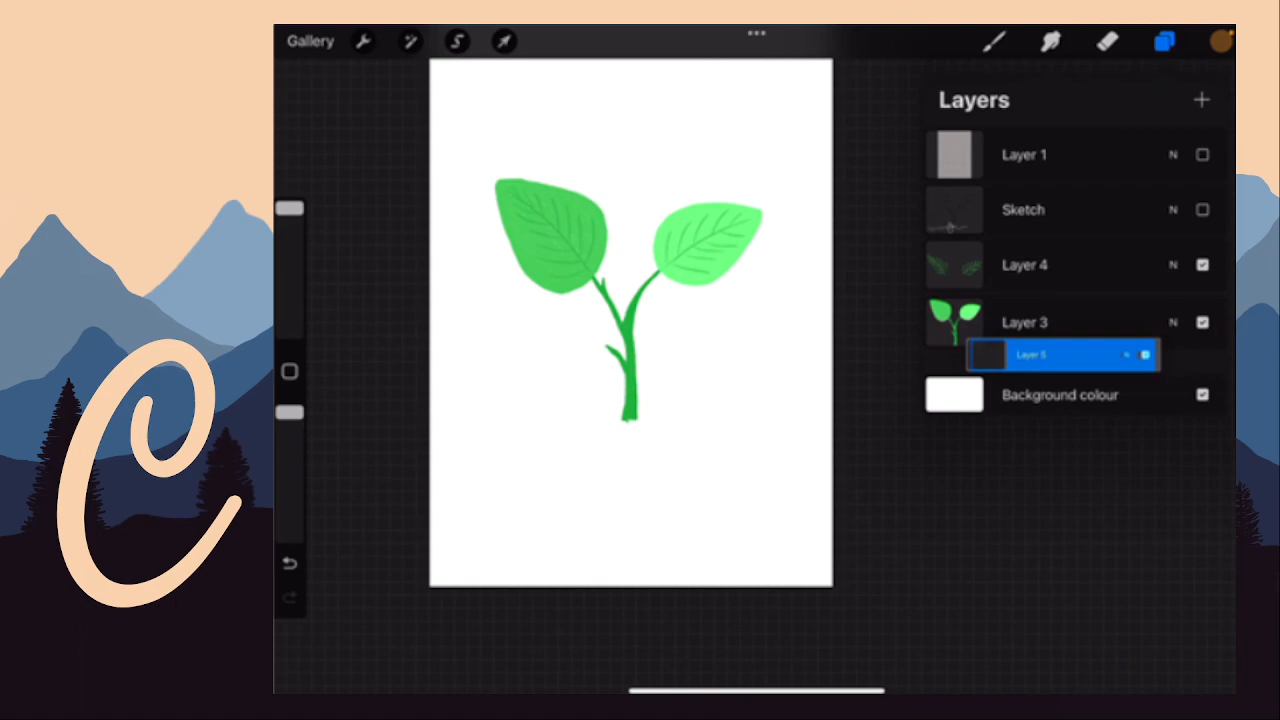 Gallery
Layers
Layer 1 N
Sketch N
Layer 4 N
Layer 3 N
Layer 5 N
Background colour
C